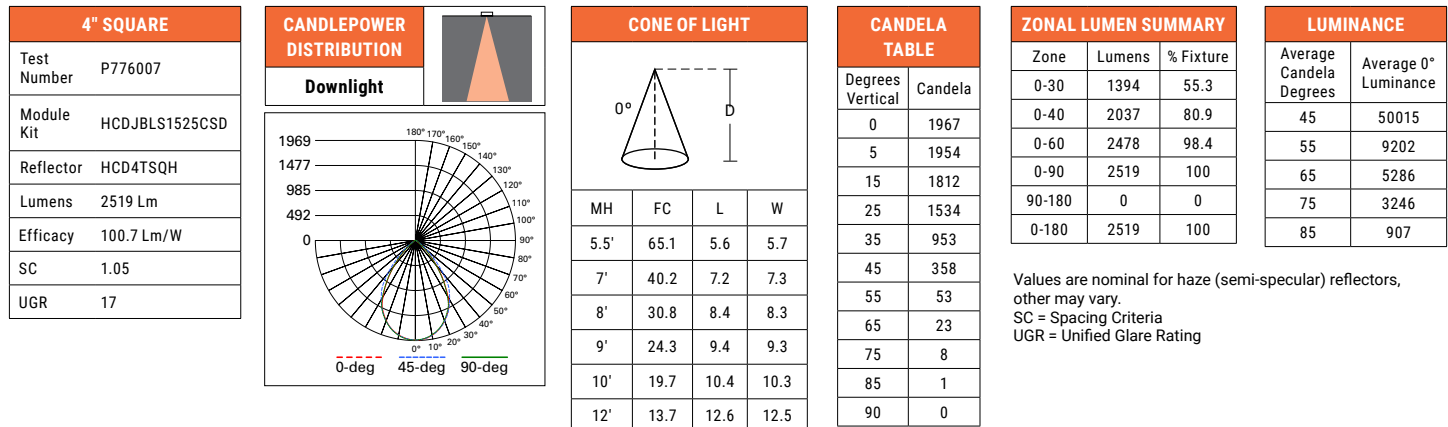 4" SQUARE
Test Number P776007
Module Kit HCDJBLS1525CSD
Reflector HCD4TSQH
Lumens 2519 Lm
Efficacy 100.7 Lm/W
SC 1.05
UGR 17
CANDLEPOWER
DISTRIBUTION
Downlight
1969
1477
985
492
0
180° 170° 160° 150° 140° 130° 120° 110° 100° 90° 80° 70° 60° 50° 40° 30° 20° 10° 0°
0-deg 45-deg 90-deg
CONE OF LIGHT
0° D
MH FC L W
5.5' 65.1 5.6 5.7
7' 40.2 7.2 7.3
8' 30.8 8.4 8.3
9' 24.3 9.4 9.3
10' 19.7 10.4 10.3
12' 13.7 12.6 12.5
CANDELA
TABLE
Degrees Vertical Candela
0 1967
5 1954
15 1812
25 1534
35 953
45 358
55 53
65 23
75 8
85 1
90 0
ZONAL LUMEN SUMMARY
Zone Lumens % Fixture
0-30 1394 55.3
0-40 2037 80.9
0-60 2478 98.4
0-90 2519 100
90-180 0 0
0-180 2519 100
LUMINANCE
Average Candela Degrees Average 0° Luminance
45 50015
55 9202
65 5286
75 3246
85 907
Values are nominal for haze (semi-specular) reflectors,
other may vary.
SC = Spacing Criteria
UGR = Unified Glare Rating